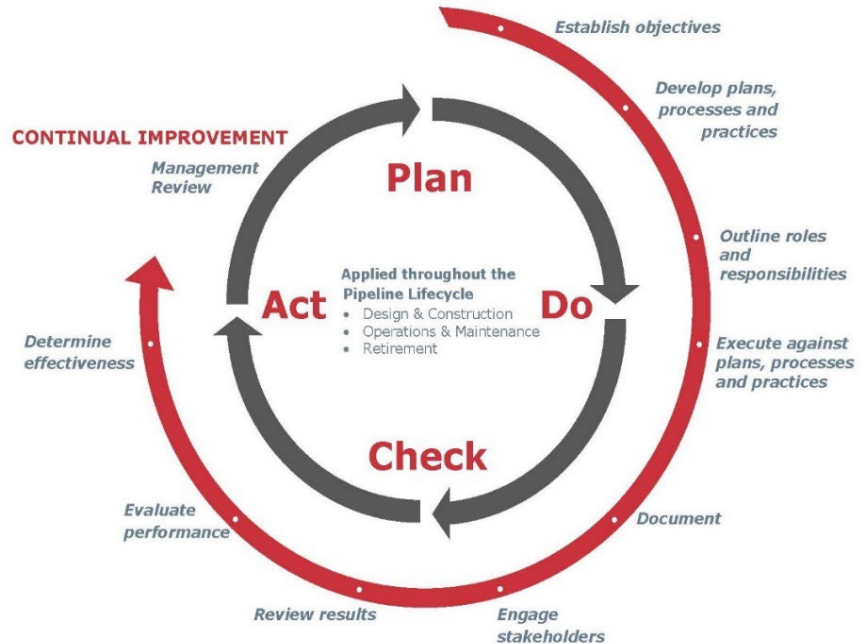 Establish objectives
Develop plans,
processes and
practices
CONTINUAL IMPROVEMENT
Management
Review
Plan
Outline roles
and
responsibilities
Applied throughout the
Pipeline Lifecycle
• Design & Construction
• Operations & Maintenance
• Retirement
Act
Do
Determine
effectiveness
Execute against
plans, processes
and practices
Check
Evaluate
performance
Document
Review results
Engage
stakeholders